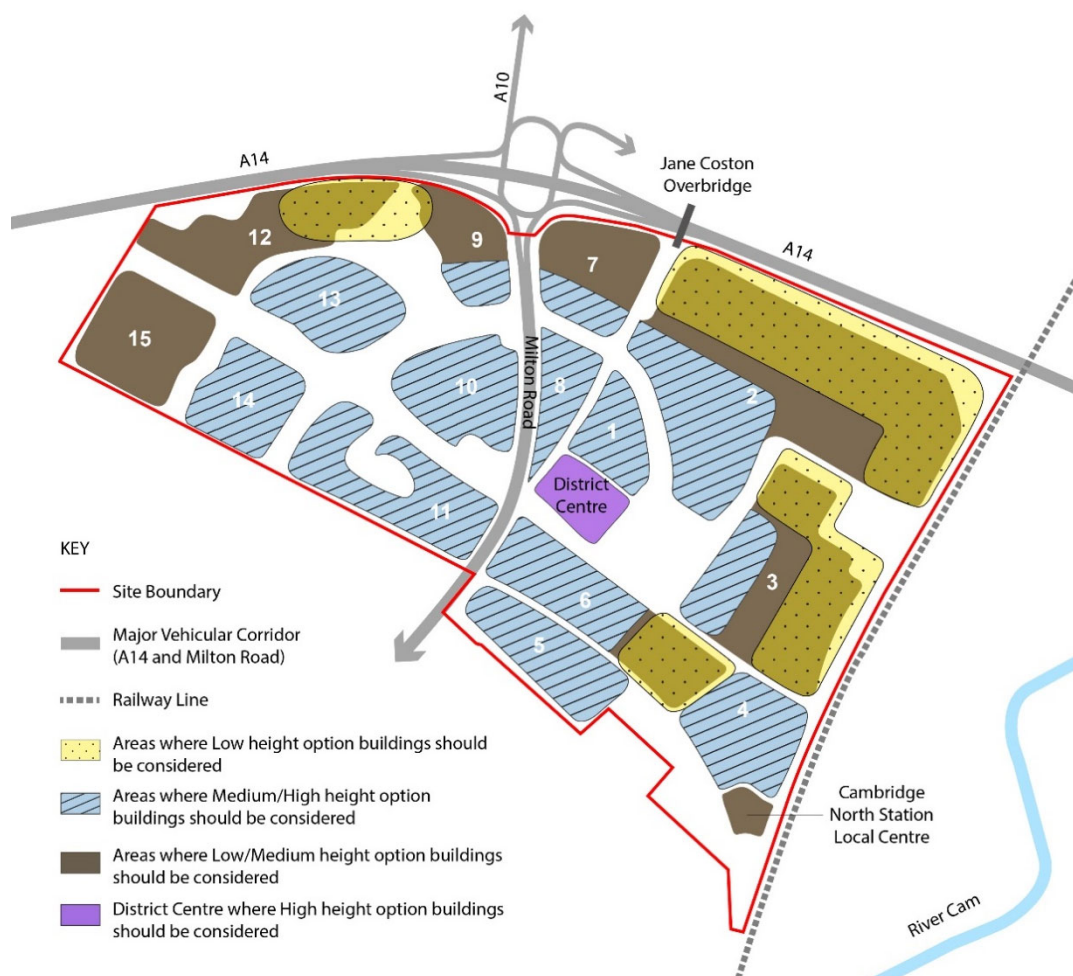 A10
A14
Jane Coston
Overbridge
A14
12
9
7
13
15
14
10
Milton Road
8
1
2
District
Centre
11
3
6
5
4
KEY
Site Boundary
Major Vehicular Corridor
(A14 and Milton Road)
Railway Line
Areas where Low height option buildings should
be considered
Areas where Medium/High height option
buildings should be considered
Areas where Low/Medium height option buildings
should be considered
District Centre where High height option buildings
should be considered
Cambridge
North Station
Local Centre
River Cam